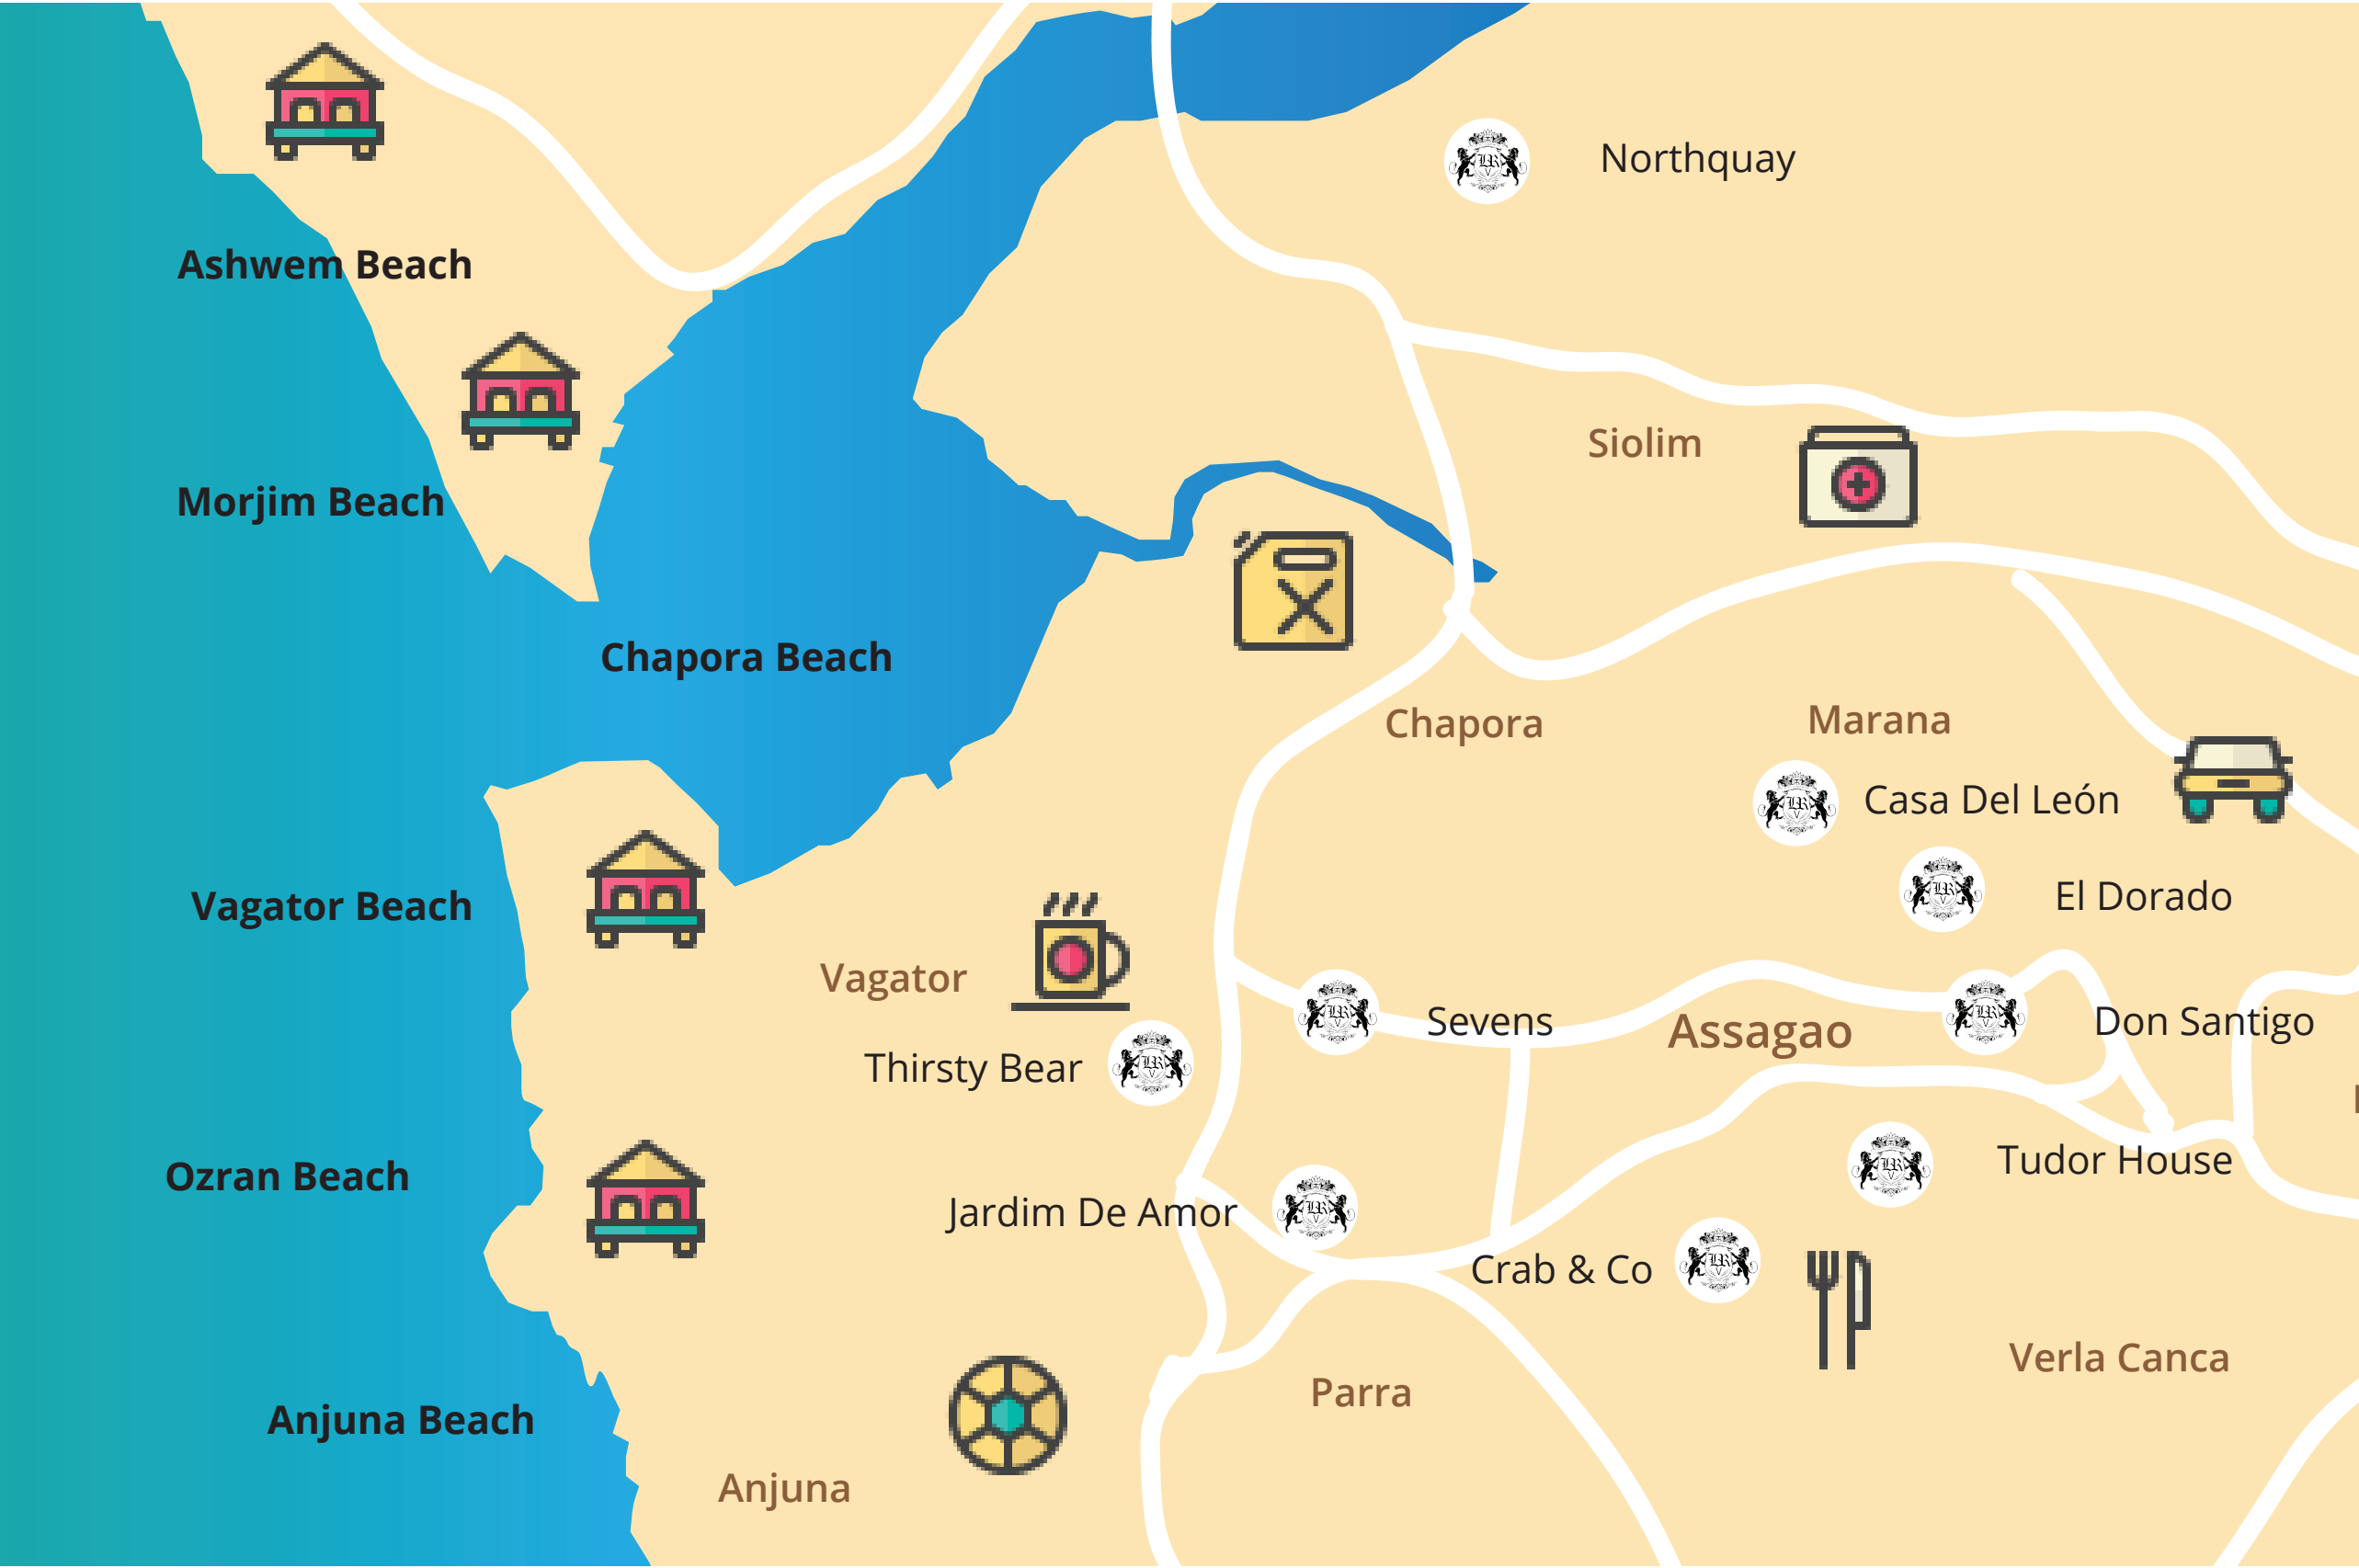 Northquay
Ashwem Beach
Siolim
Morjim Beach
Chapora Beach
Chapora
Marana
Casa Del León
El Dorado
Vagator Beach
Vagator
Sevens
Assagao
Don Santigo
Thirsty Bear
Tudor House
Ozran Beach
Jardim De Amor
Crab & Co
Verla Canca
Parra
Anjuna Beach
Anjuna